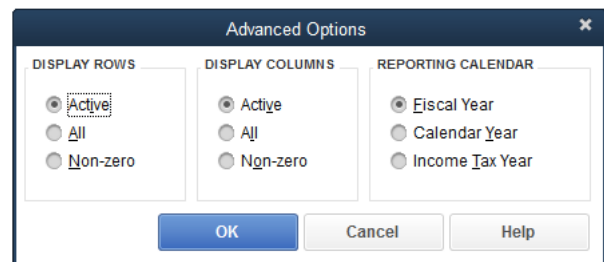 Advanced Options
DISPLAY ROWS
Active
All
Non-zero
DISPLAY COLUMNS
Active
All
Non-zero
REPORTING CALENDAR
Fiscal Year
Calendar Year
Income Tax Year
OK
Cancel
Help